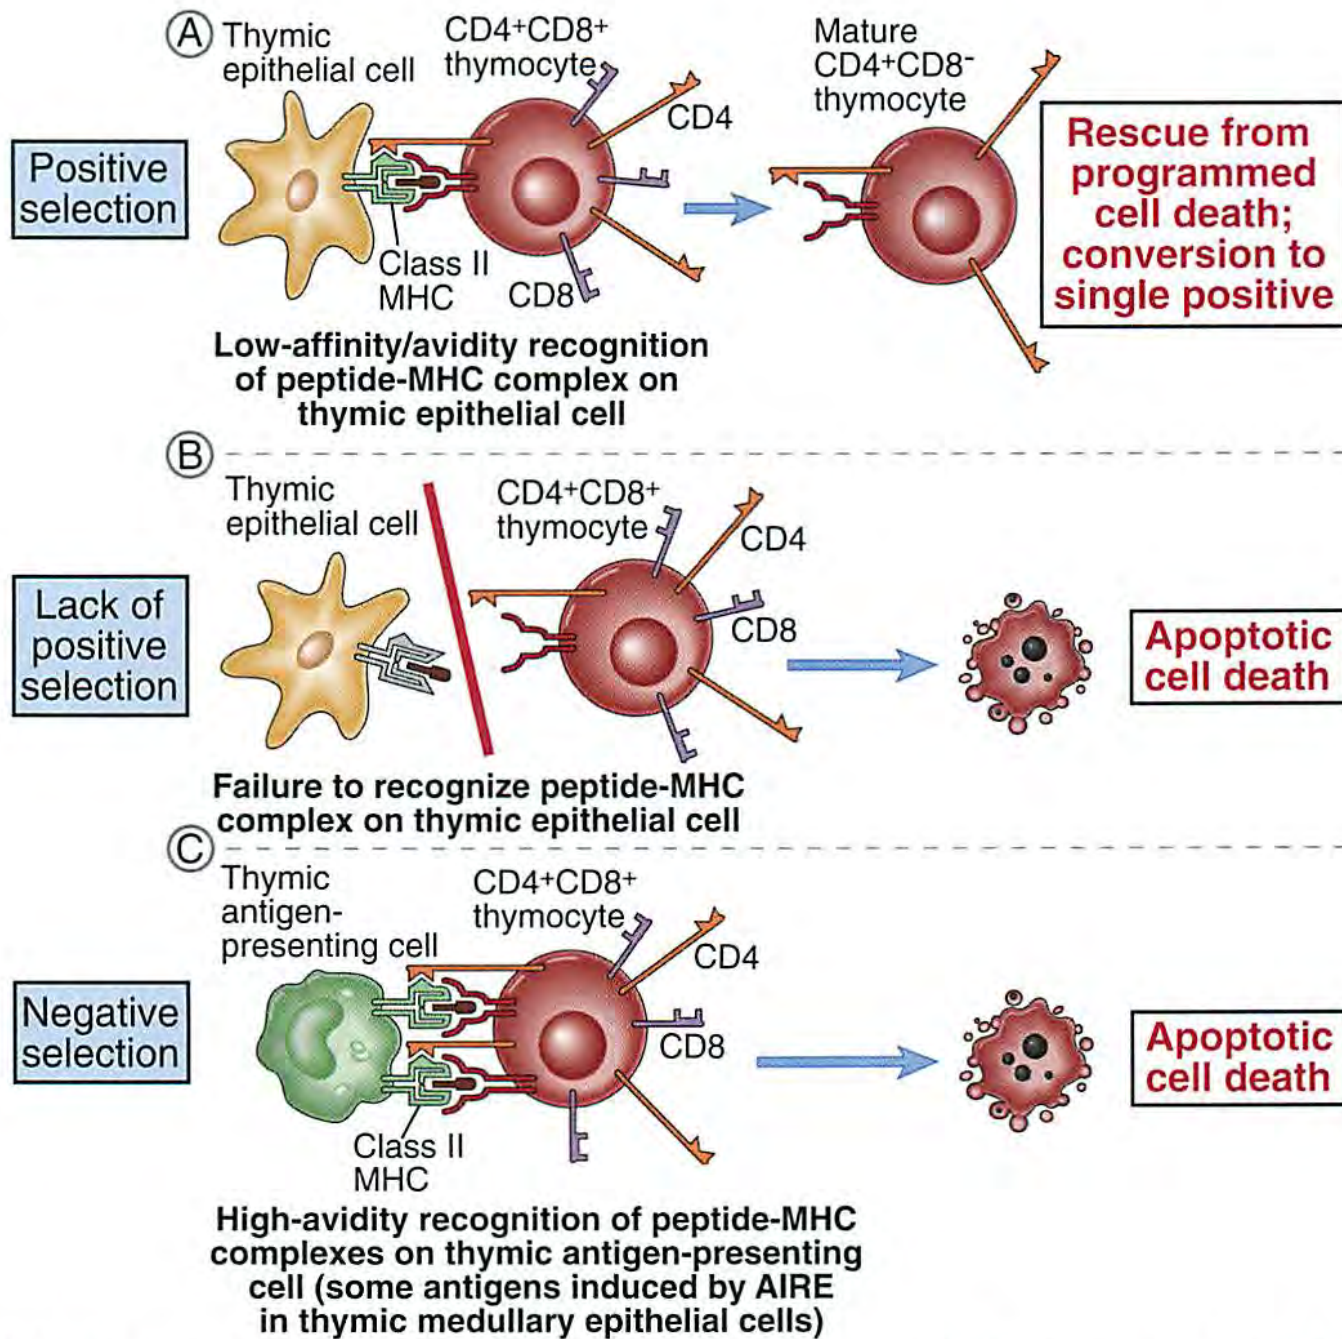 A
Thymic
epithelial cell
CD4+CD8+
thymocyte
CD4
Mature
CD4+CD8-
thymocyte
Positive
selection
Class II
MHC
CD8
Rescue from
programmed
cell death;
conversion to
single positive
Low-affinity/avidity recognition
of peptide-MHC complex on
thymic epithelial cell
B
Thymic
epithelial cell
CD4+CD8+
thymocyte
CD4
CD8
Lack of
positive
selection
Apoptotic
cell death
Failure to recognize peptide-MHC
complex on thymic epithelial cell
C
Thymic
antigen-
presenting cell
CD4+CD8+
thymocyte
CD4
CD8
Negative
selection
Class II
MHC
Apoptotic
cell death
High-avidity recognition of peptide-MHC
complexes on thymic antigen-presenting
cell (some antigens induced by AIRE
in thymic medullary epithelial cells)